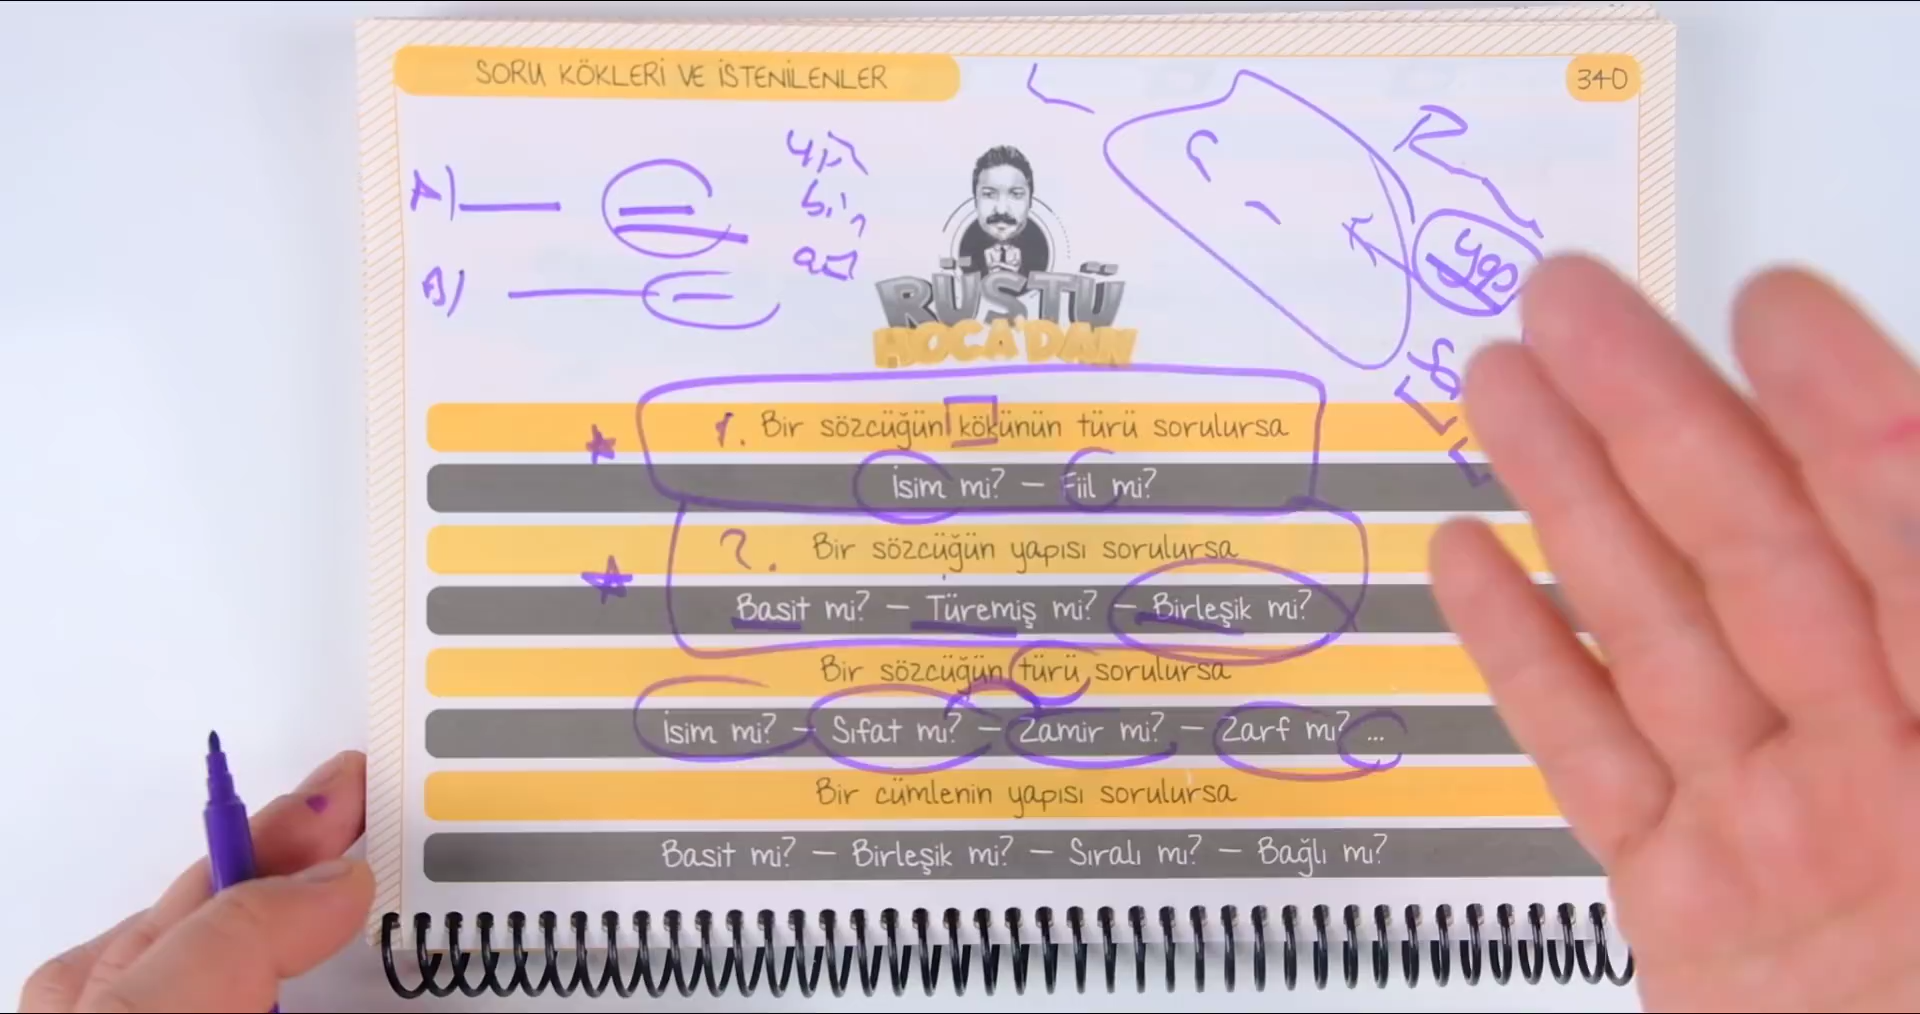 SORU KÖKLERİ VE İSTENİLENLER
340
A)
B)
RÜŞTÜ
HOCA'DAN
1. Bir sözcüğün kökünün türü sorulursa
İsim mi? – Fiil mi?
2. Bir sözcüğün yapısı sorulursa
Basit mi? – Türemiş mi? – Birleşik mi?
Bir sözcüğün türü sorulursa
İsim mi? – Sıfat mı? – Zamir mi? – Zarf mı? ...
Bir cümlenin yapısı sorulursa
Basit mi? – Birleşik mi? – Sıralı mı? – Bağlı mı?